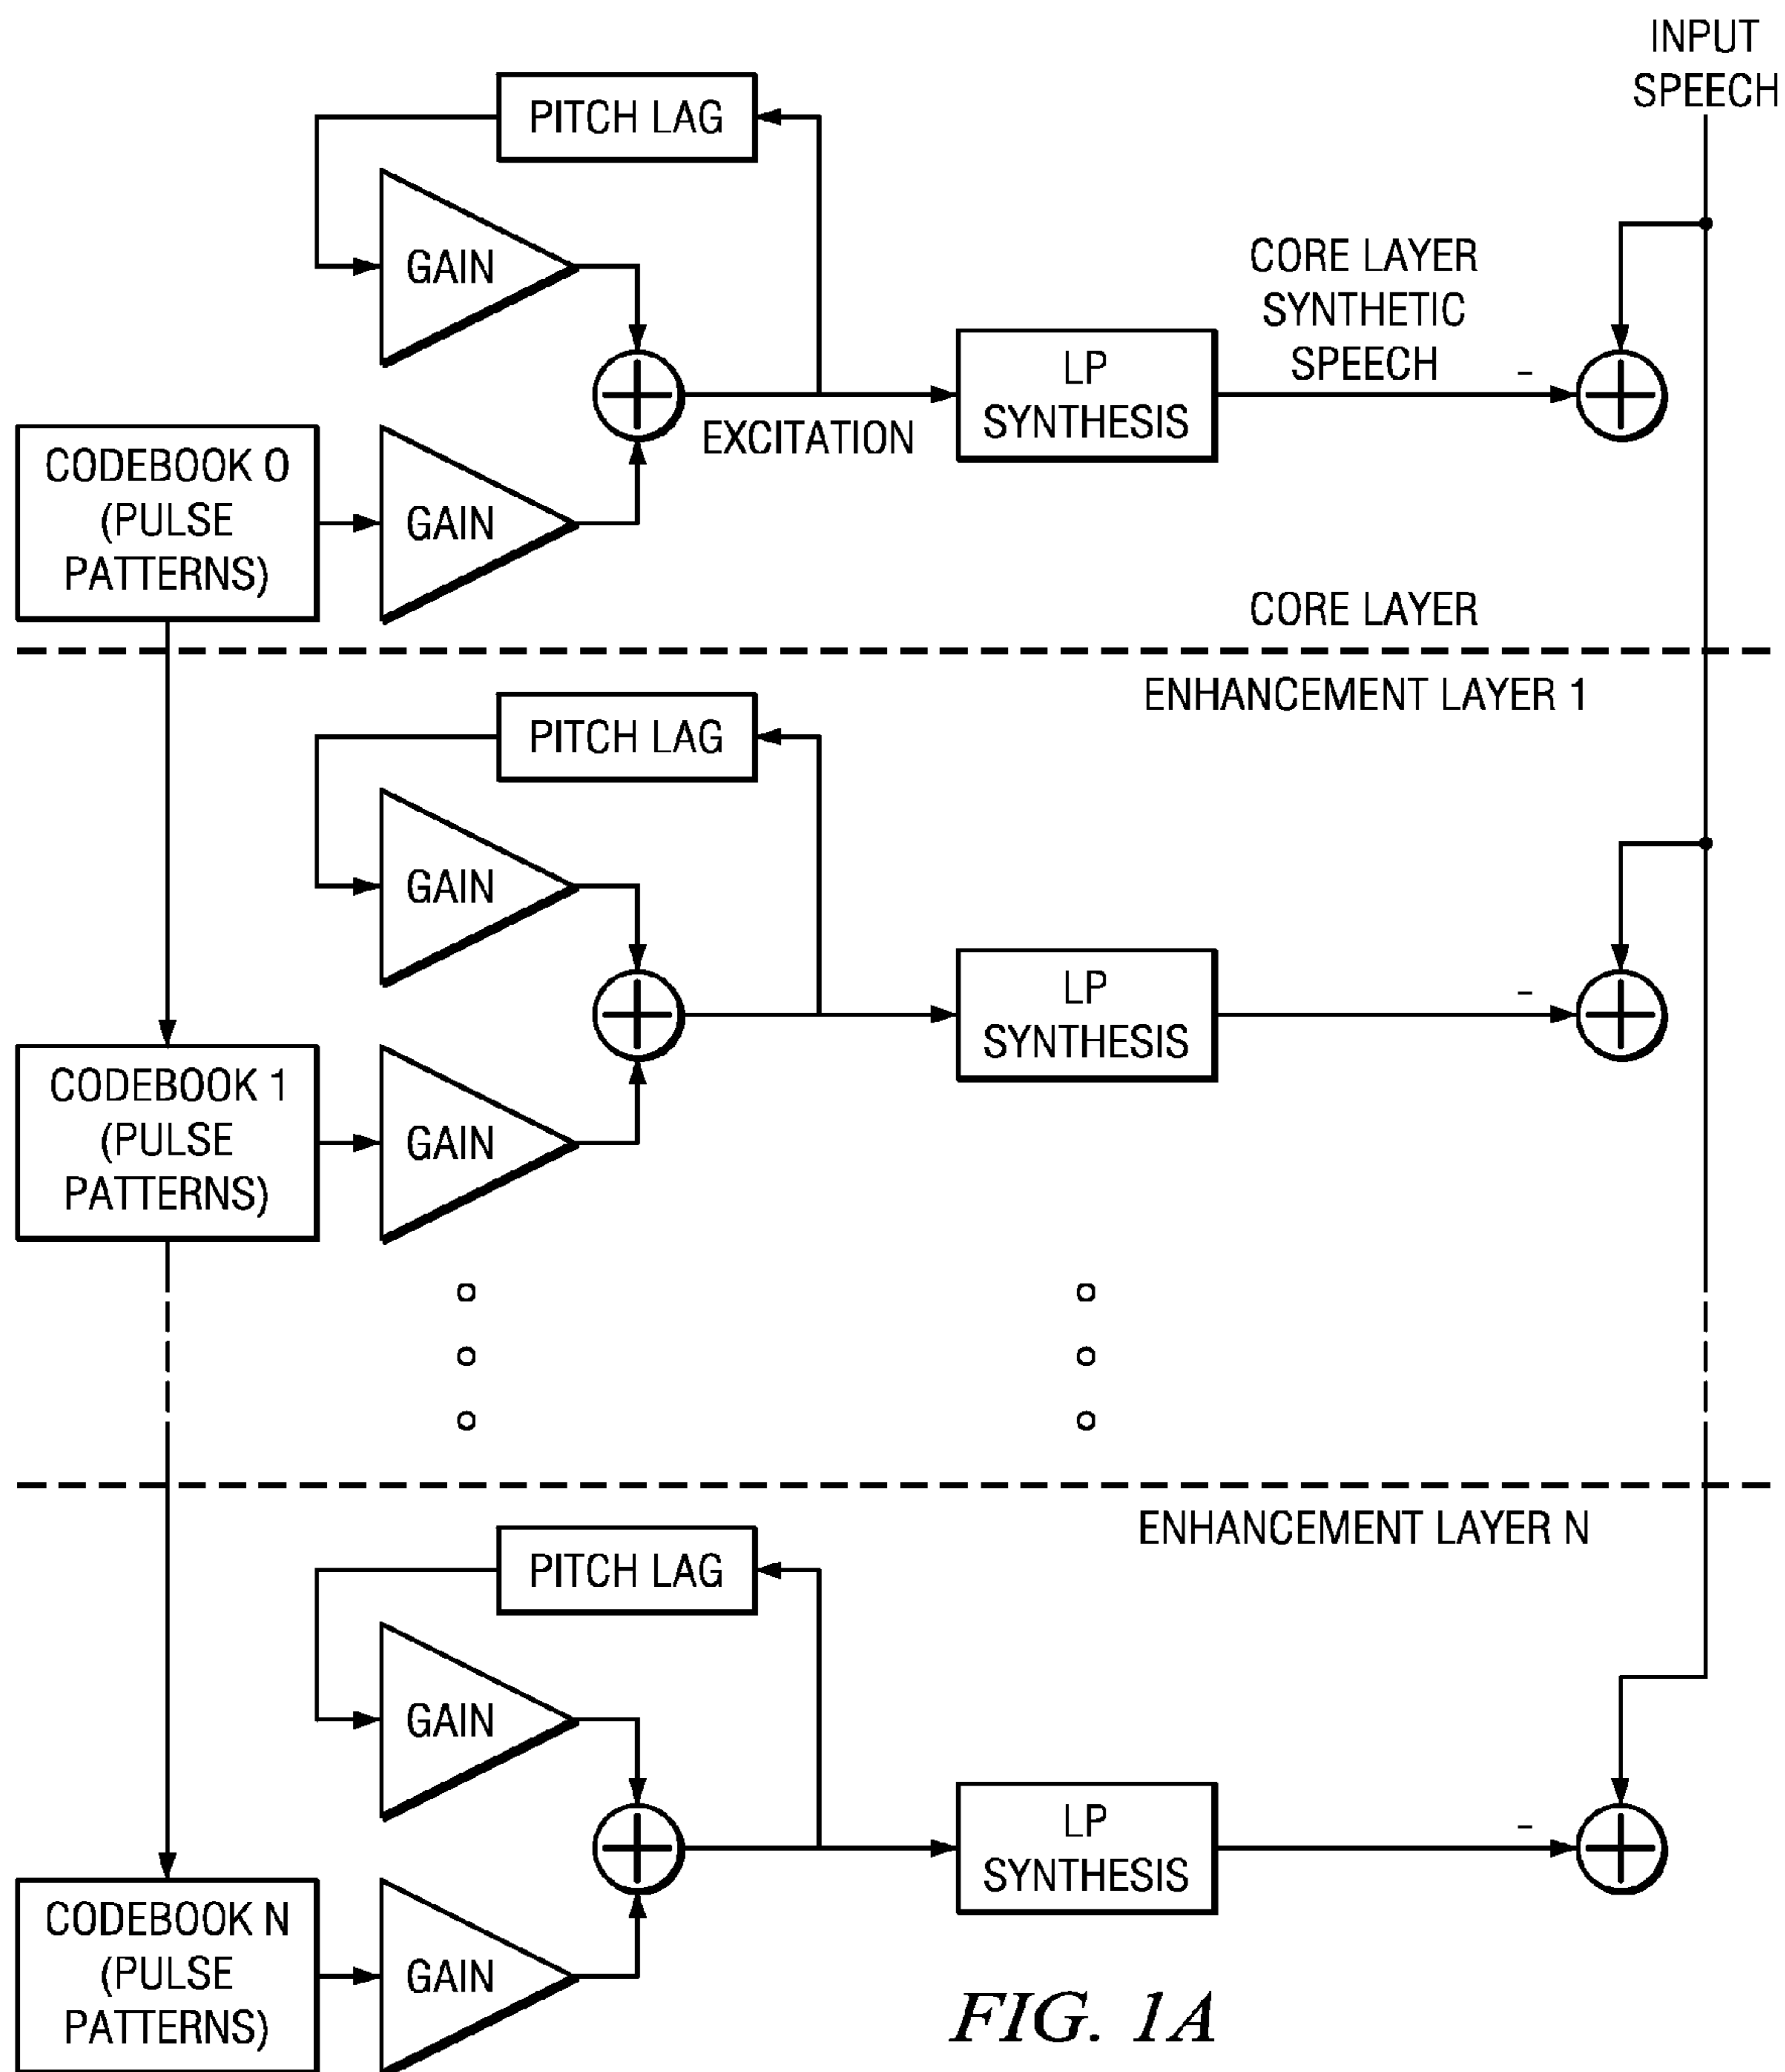 INPUT
SPEECH
PITCH LAG
GAIN
CORE LAYER
SYNTHETIC
SPEECH
LP
SYNTHESIS
-
EXCITATION
CODEBOOK 0
(PULSE
PATTERNS)
GAIN
CORE LAYER
ENHANCEMENT LAYER 1
PITCH LAG
GAIN
LP
SYNTHESIS
-
CODEBOOK 1
(PULSE
PATTERNS)
GAIN
ENHANCEMENT LAYER N
PITCH LAG
GAIN
LP
SYNTHESIS
-
CODEBOOK N
(PULSE
PATTERNS)
GAIN
FIG. 1A